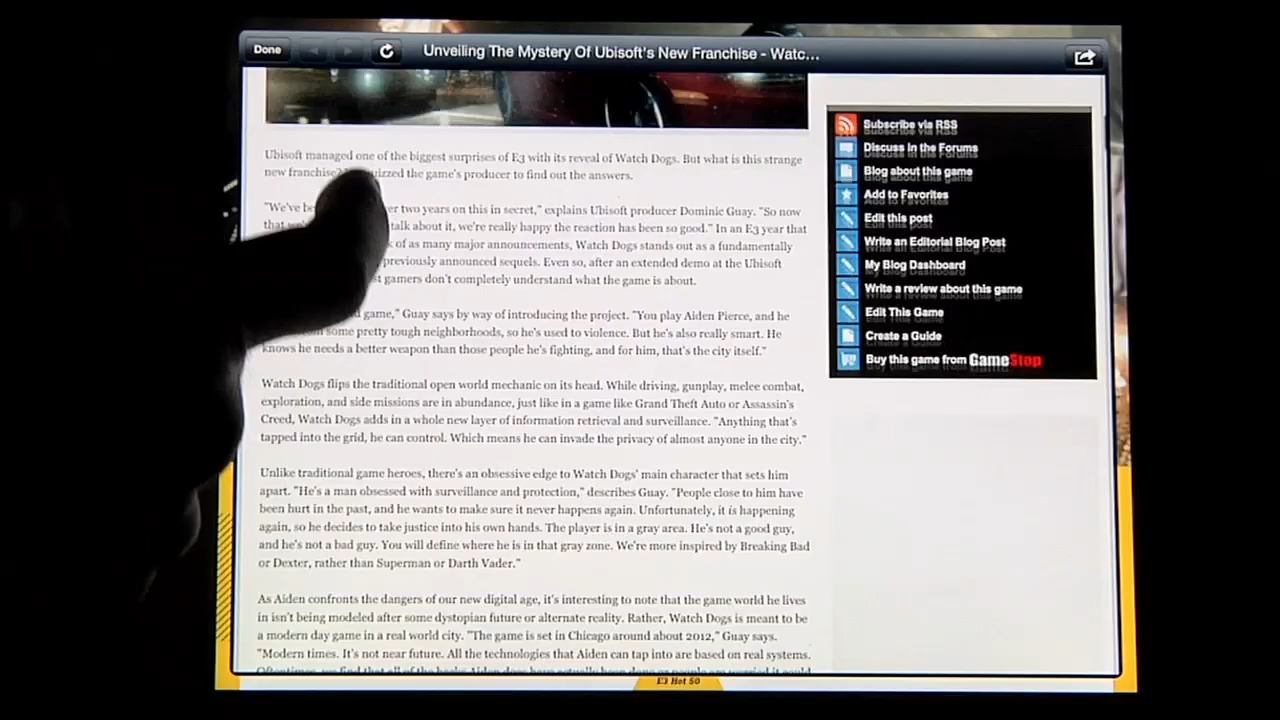 Done
Unveiling The Mystery Of Ubisoft's New Franchise - Watc...
Ubisoft managed one of the biggest surprises of E3 with its reveal of Watch Dogs. But what is this strange
new franchise? quizzed the game's producer to find out the answers.
"We've be er two years on this in secret," explains Ubisoft producer Dominic Guay. "So now
that talk about it, we're really happy the reaction has been so good." In an E3 year that
of as many major announcements, Watch Dogs stands out as a fundamentally
previously announced sequels. Even so, after an extended demo at the Ubisoft
st gamers don't completely understand what the game is about.
d game," Guay says by way of introducing the project. "You play Aiden Pierce, and he
some pretty tough neighborhoods, so he's used to violence. But he's also really smart. He
knows he needs a better weapon than those people he's fighting, and for him, that's the city itself."
Watch Dogs flips the traditional open world mechanic on its head. While driving, gunplay, melee combat,
exploration, and side missions are in abundance, just like in a game like Grand Theft Auto or Assassin's
Creed, Watch Dogs adds in a whole new layer of information retrieval and surveillance. "Anything that's
tapped into the grid, he can control. Which means he can invade the privacy of almost anyone in the city."
Unlike traditional game heroes, there's an obsessive edge to Watch Dogs' main character that sets him
apart. "He's a man obsessed with surveillance and protection," describes Guay. "People close to him have
been hurt in the past, and he wants to make sure it never happens again. Unfortunately, it is happening
again, so he decides to take justice into his own hands. The player is in a gray area. He's not a good guy,
and he's not a bad guy. You will define where he is in that gray zone. We're more inspired by Breaking Bad
or Dexter, rather than Superman or Darth Vader."
As Aiden confronts the dangers of our new digital age, it's interesting to note that the game world he lives
in isn't being modeled after some dystopian future or alternate reality. Rather, Watch Dogs is meant to be
a modern day game in a real world city. "The game is set in Chicago around about 2012," Guay says.
"Modern times. It's not near future. All the technologies that Aiden can tap into are based on real systems.
Oftentimes, we find that all of the hacks Aiden does have actually been done or people are worried it could
Subscribe via RSS
Discuss in the Forums
Blog about this game
Add to Favorites
Edit this post
Write an Editorial Blog Post
My Blog Dashboard
Write a review about this game
Edit This Game
Create a Guide
Buy this game from GameStop
E3 Hot 50